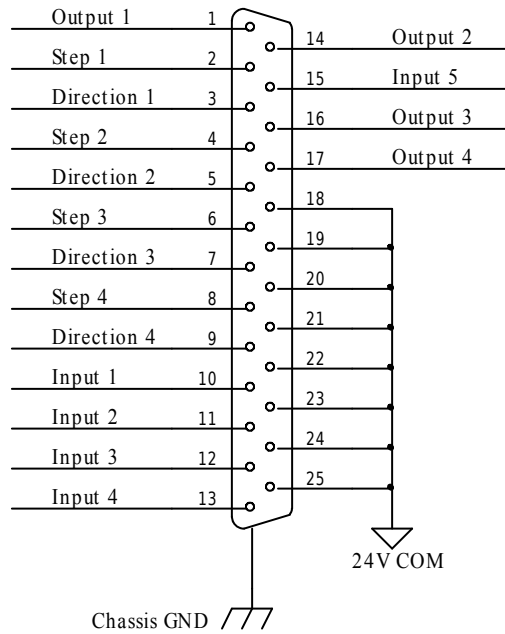 Output 1 1
14 Output 2
Step 1 2
15 Input 5
Direction 1 3
16 Output 3
Step 2 4
17 Output 4
Direction 2 5
18
Step 3 6
19
Direction 3 7
20
Step 4 8
21
Direction 4 9
22
Input 1 10
23
Input 2 11
24
Input 3 12
25
Input 4 13
24V COM
Chassis GND